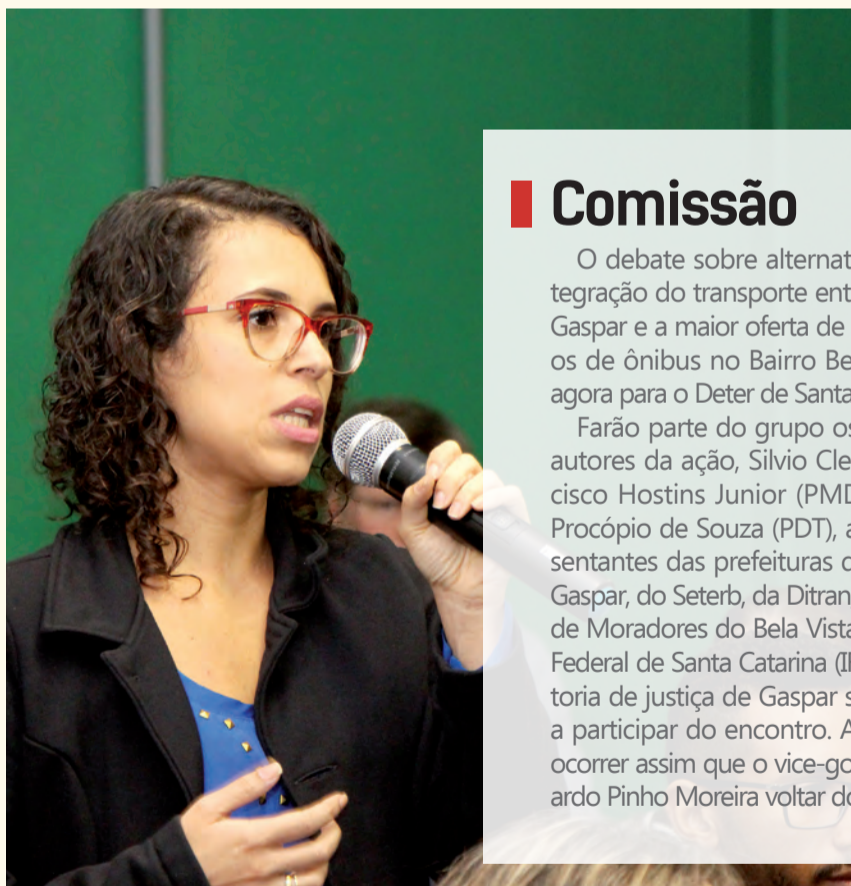 Comissão
O debate sobre alternat
tegração do transporte ent
Gaspar e a maior oferta de
os de ônibus no Bairro Be
agora para o Deter de Santa
Farão parte do grupo os
autores da ação, Silvio Cle
cisco Hostins Junior (PMD
Procópio de Souza (PDT), a
sentantes das prefeituras d
Gaspar, do Seterb, da Ditran
de Moradores do Bela Vista
Federal de Santa Catarina (I
toria de justiça de Gaspar s
a participar do encontro. A
ocorrer assim que o vice-go
ardo Pinho Moreira voltar do